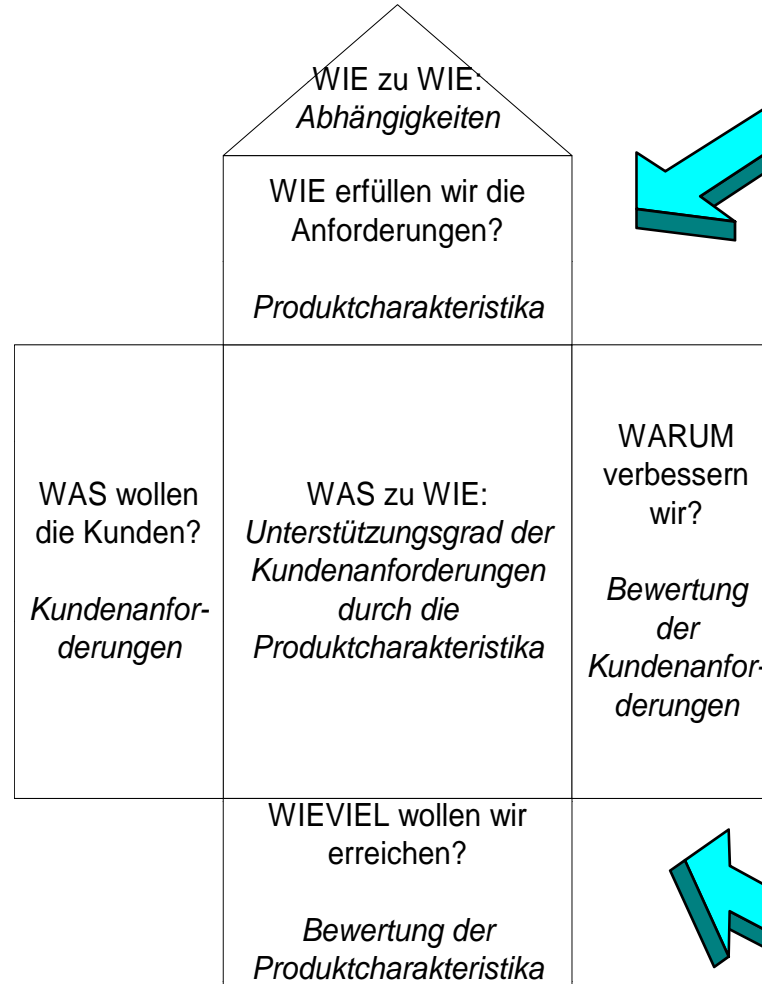 WIE zu WIE:
Abhängigkeiten
WIE erfüllen wir die
Anforderungen?
Produktcharakteristika
WAS wollen
die Kunden?
Kundenanfor-
derungen
WAS zu WIE:
Unterstützungsgrad der
Kundenanforderungen
durch die
Produktcharakteristika
WARUM
verbessern
wir?
Bewertung
der
Kundenanfor-
derungen
WIEVIEL wollen wir
erreichen?
Bewertung der
Produktcharakteristika